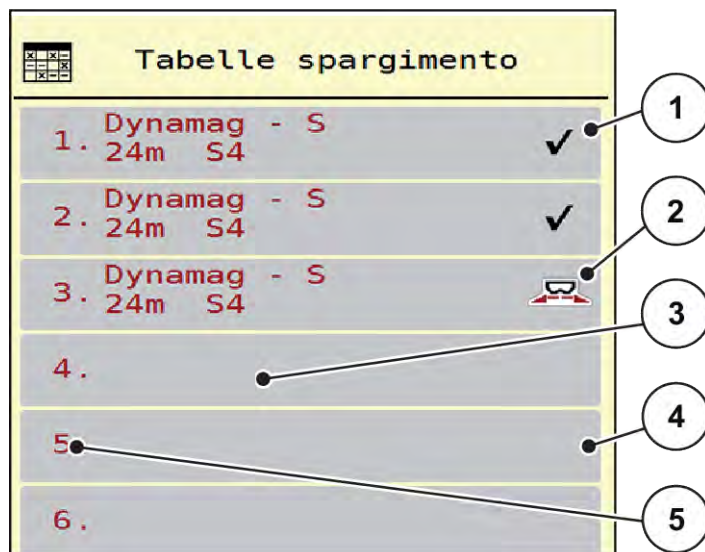 Tabelle spargimento
1. Dynamag - S
24m S4
1
2. Dynamag - S
24m S4
2
3. Dynamag - S
24m S4
3
4.
4
5
5
6.